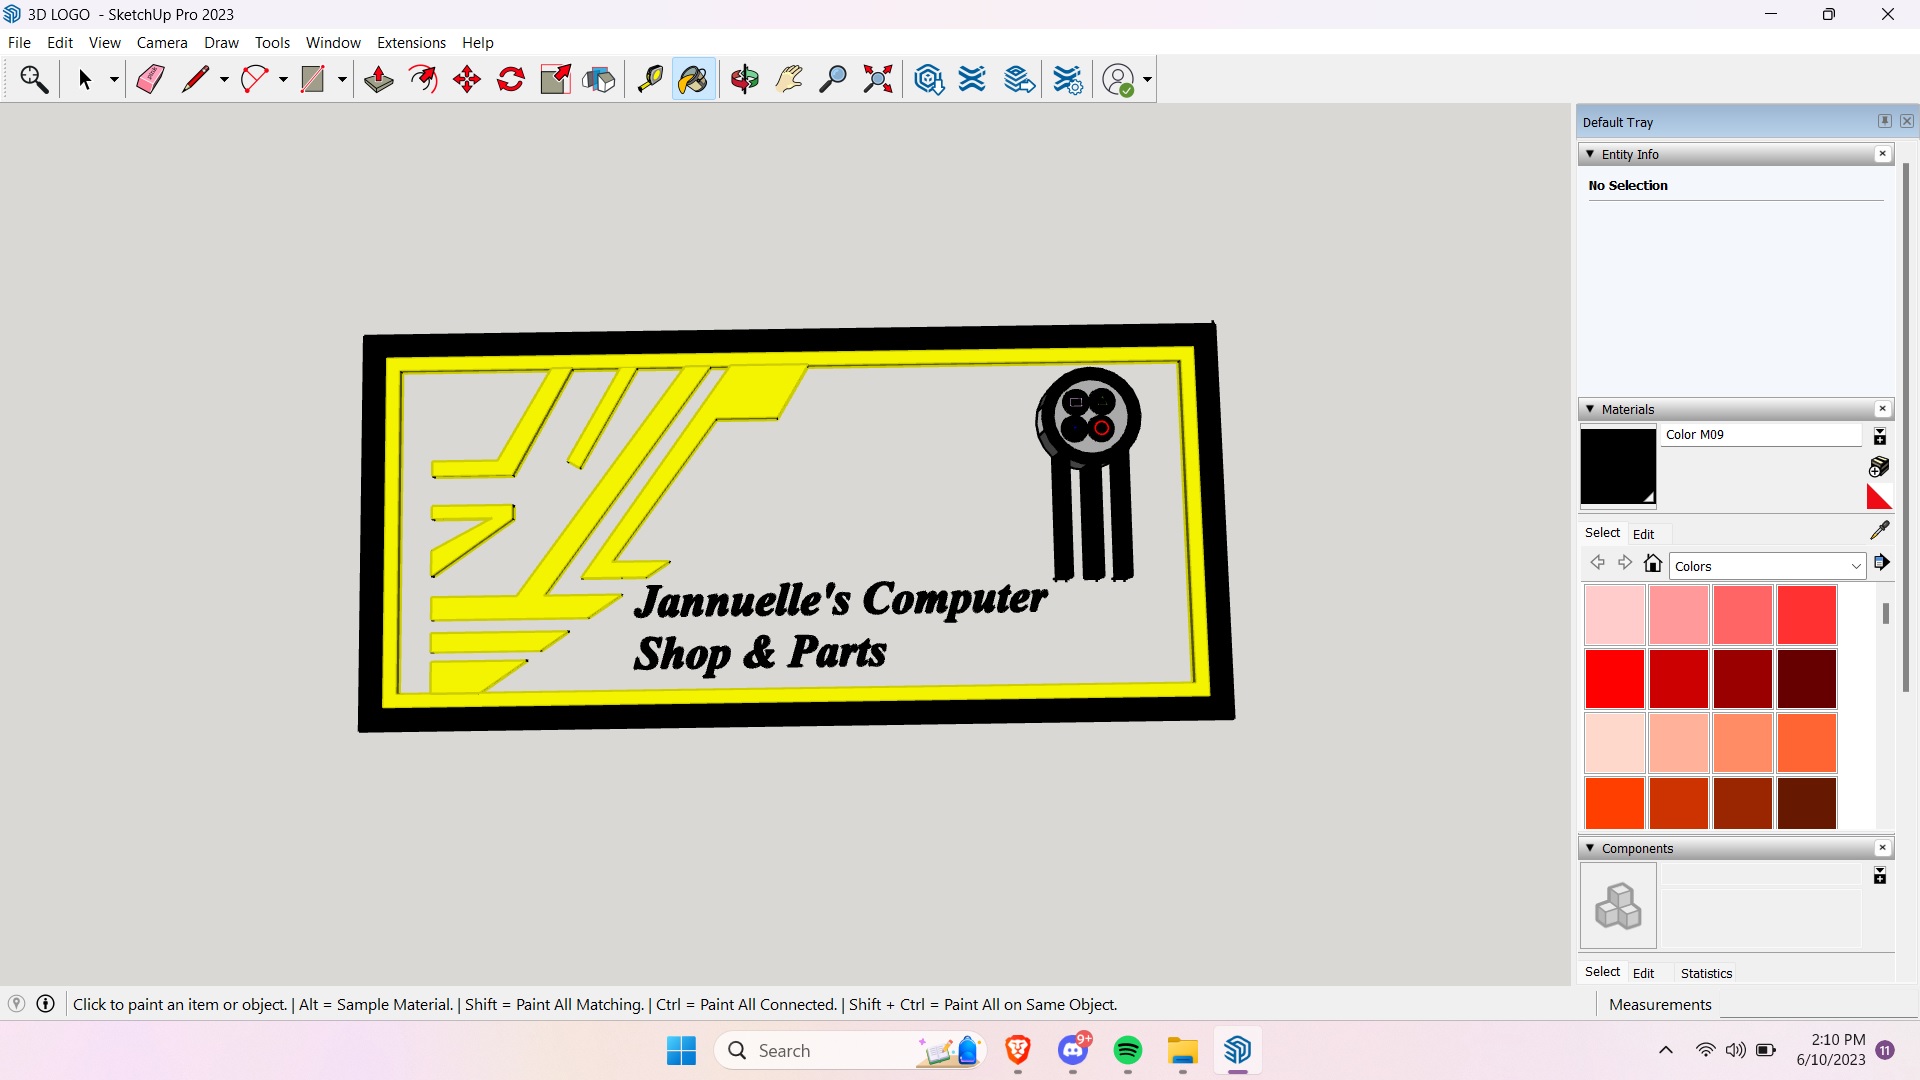 3D LOGO - SketchUp Pro 2023
File Edit View Camera Draw Tools Window Extensions Help
Default Tray
Entity Info
No Selection
Materials
Color M09
Select Edit
Colors
Jannuelle's Computer
Shop & Parts
Components
Select Edit Statistics
Click to paint an item or object. | Alt = Sample Material. | Shift = Paint All Matching. | Ctrl = Paint All Connected. | Shift + Ctrl = Paint All on Same Object.
Measurements
Search
9+
2:10 PM
6/10/2023
11